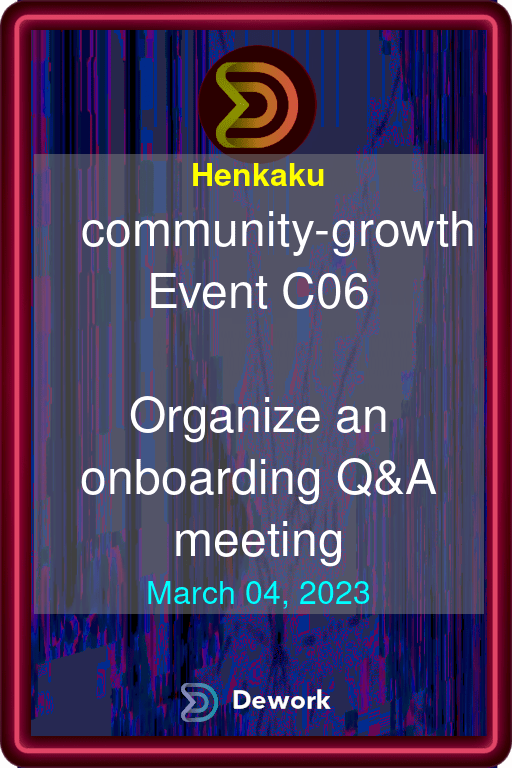 Henkaku
community-growth
Event C06
Organize an
onboarding Q&A
meeting
March 04, 2023
Dework